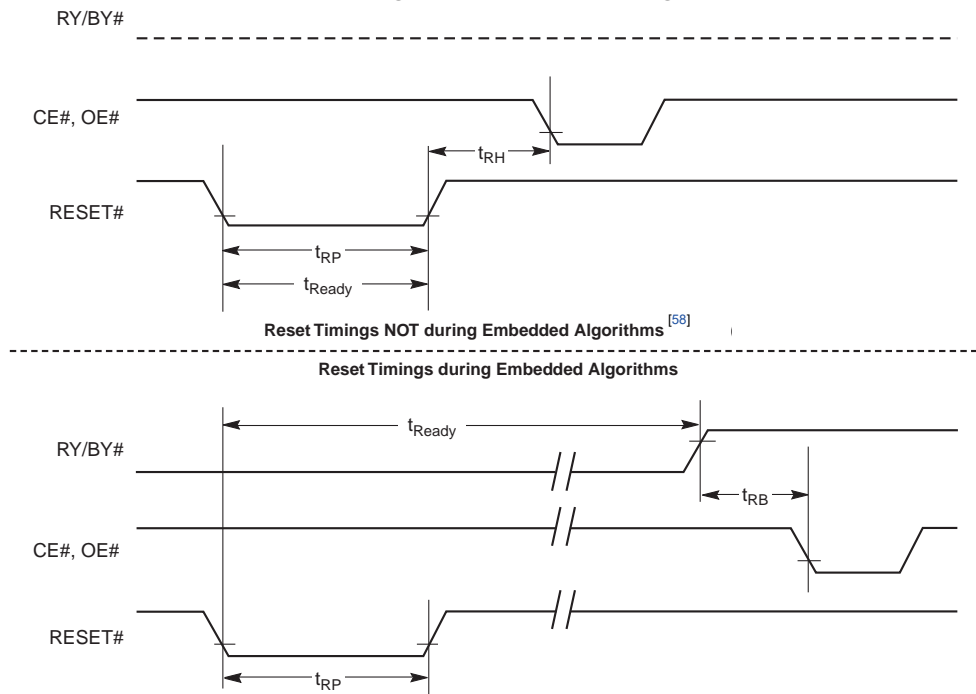 RY/BY#
CE#, OE#
tRH
RESET#
tRP
tReady
Reset Timings NOT during Embedded Algorithms [58]
Reset Timings during Embedded Algorithms
tReady
RY/BY#
tRB
CE#, OE#
RESET#
tRP